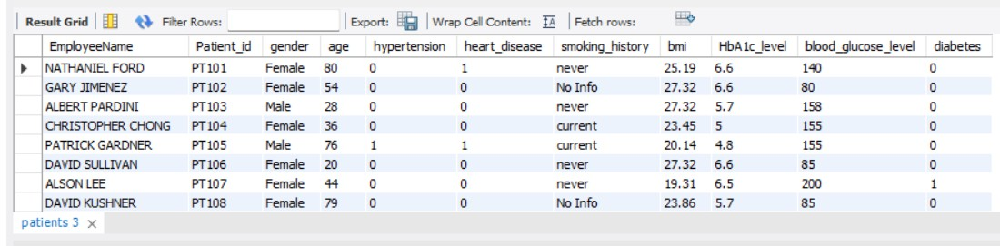 Result Grid Filter Rows: Export: Wrap Cell Content: IA Fetch rows:
EmployeeName Patient_id gender age hypertension heart_disease smoking_history bmi HbA1c_level blood_glucose_level diabetes
NATHANIEL FORD PT101 Female 80 0 1 never 25.19 6.6 140 0
GARY JIMENEZ PT102 Female 54 0 0 No Info 27.32 6.6 80 0
ALBERT PARDINI PT103 Male 28 0 0 never 27.32 5.7 158 0
CHRISTOPHER CHONG PT104 Female 36 0 0 current 23.45 5 155 0
PATRICK GARDNER PT105 Male 76 1 1 current 20.14 4.8 155 0
DAVID SULLIVAN PT106 Female 20 0 0 never 27.32 6.6 85 0
ALSON LEE PT107 Female 44 0 0 never 19.31 6.5 200 1
DAVID KUSHNER PT108 Female 79 0 0 No Info 23.86 5.7 85 0
patients 3 ×